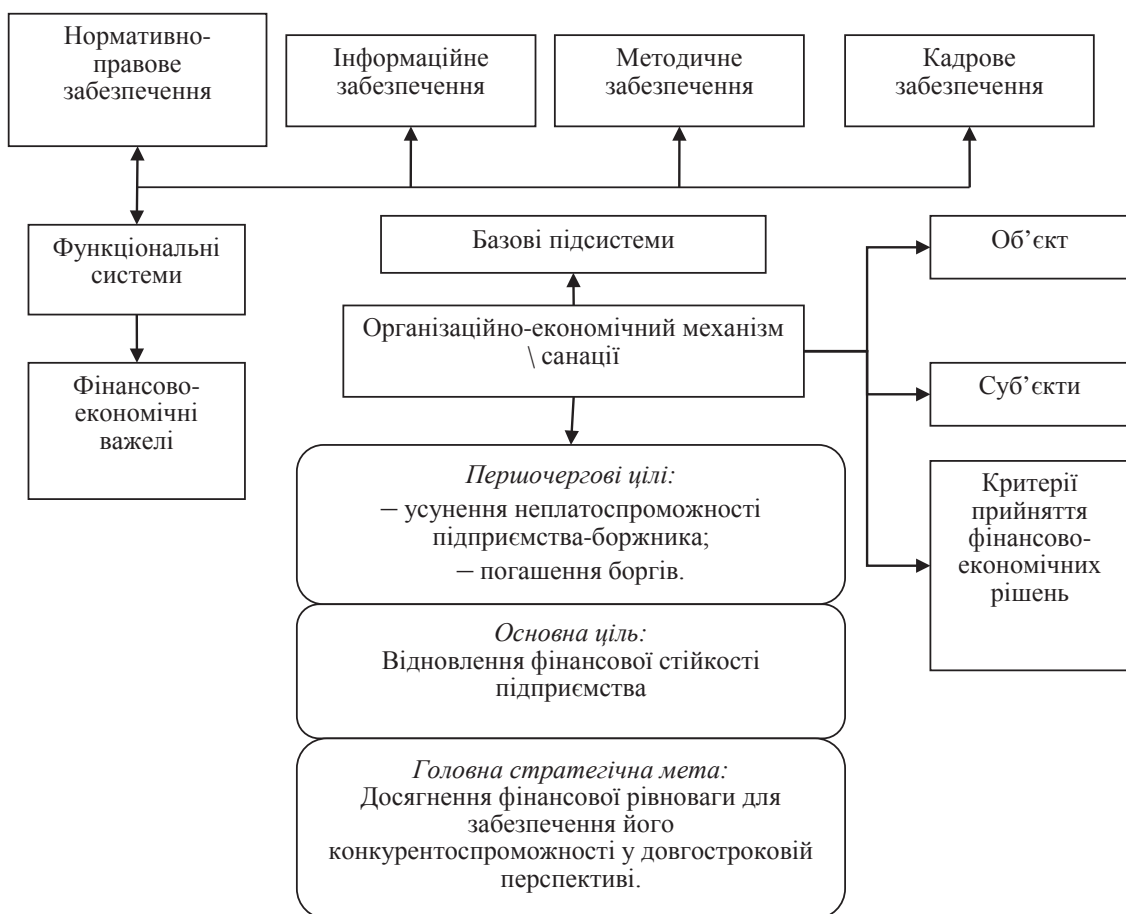 Нормативно-
правове
забезпечення
Інформаційне
забезпечення
Методичне
забезпечення
Кадрове
забезпечення
Функціональні
системи
Базові підсистеми
Об’єкт
Організаційно-економічний механізм
\ санації
Фінансово-
економічні
важелі
Суб’єкти
Першочергові цілі:
– усунення неплатоспроможності
підприємства-боржника;
– погашення боргів.
Критерії
прийняття
фінансово-
економічних
рішень
Основна ціль:
Відновлення фінансової стійкості
підприємства
Головна стратегічна мета:
Досягнення фінансової рівноваги для
забезпечення його
конкурентоспроможності у довгостроковій
перспективі.